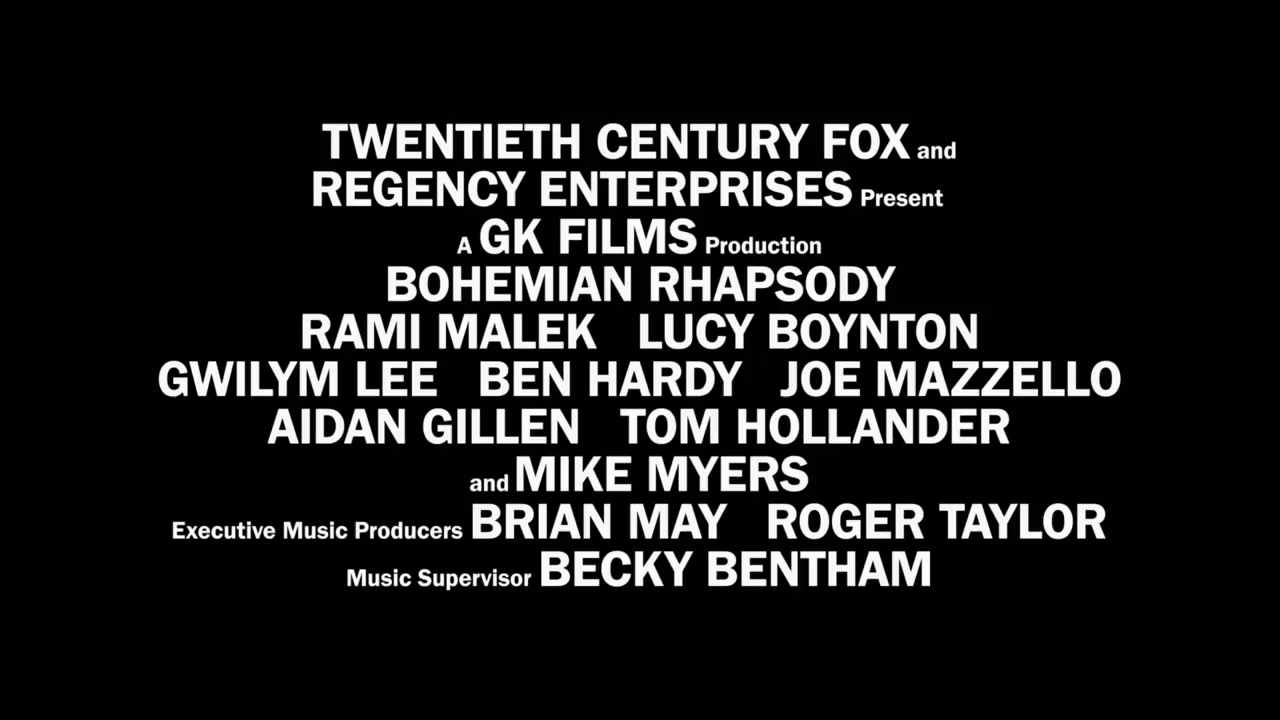 TWENTIETH CENTURY FOX and
REGENCY ENTERPRISES Present
A GK FILMS Production
BOHEMIAN RHAPSODY
RAMI MALEK LUCY BOYNTON
GWILYM LEE BEN HARDY JOE MAZZELLO
AIDAN GILLEN TOM HOLLANDER
and MIKE MYERS
Executive Music Producers BRIAN MAY ROGER TAYLOR
Music Supervisor BECKY BENTHAM